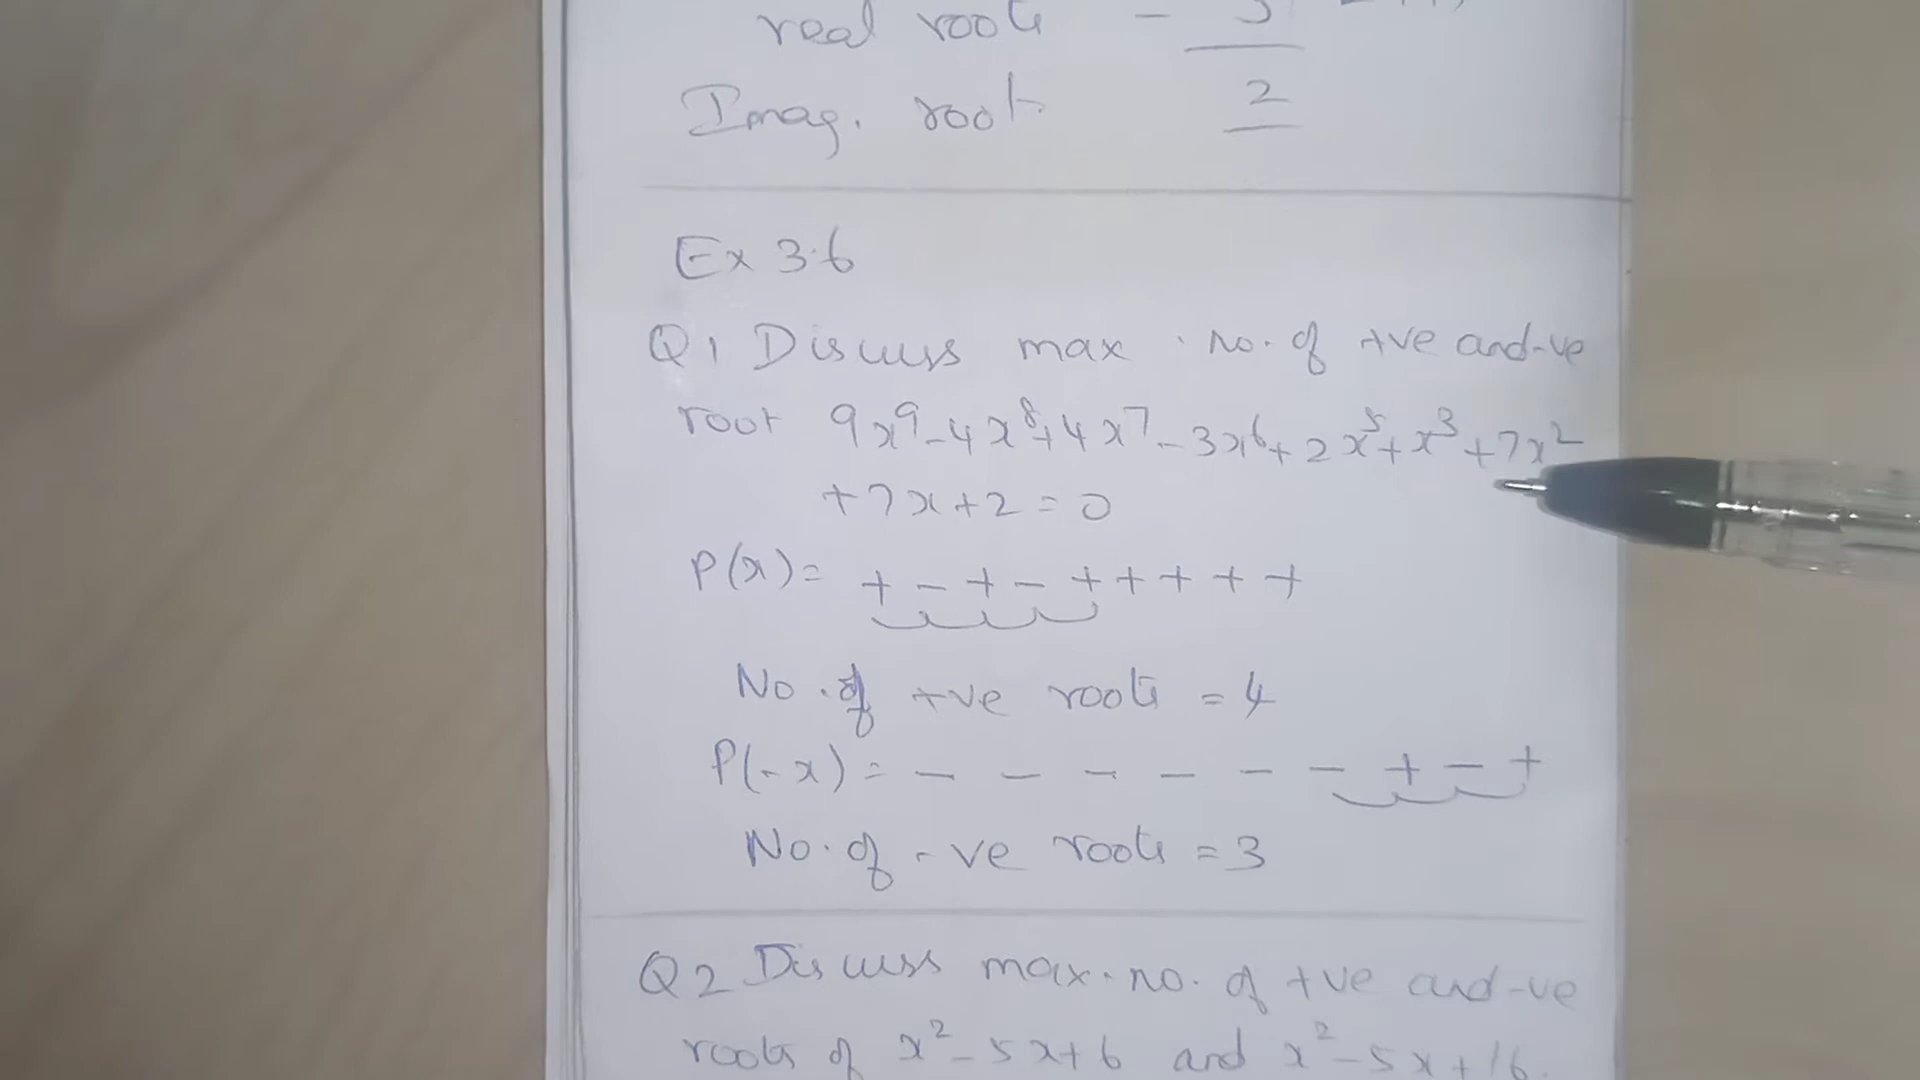 real roots - 3
Imag. root 2
Ex 3.6
Q1 Discuss max. no. of +ve and -ve
root 9x⁹-4x⁸+4x⁷-3x⁶+2x⁵+x³+7x²
+7x+2=0
P(x)= + - + - + + + + +
No. of +ve roots = 4
P(-x)= - - - - - - + - +
No. of -ve roots = 3
Q2 Discuss max. no. of +ve and -ve
roots of x²-5x+6 and x²-5x+16.